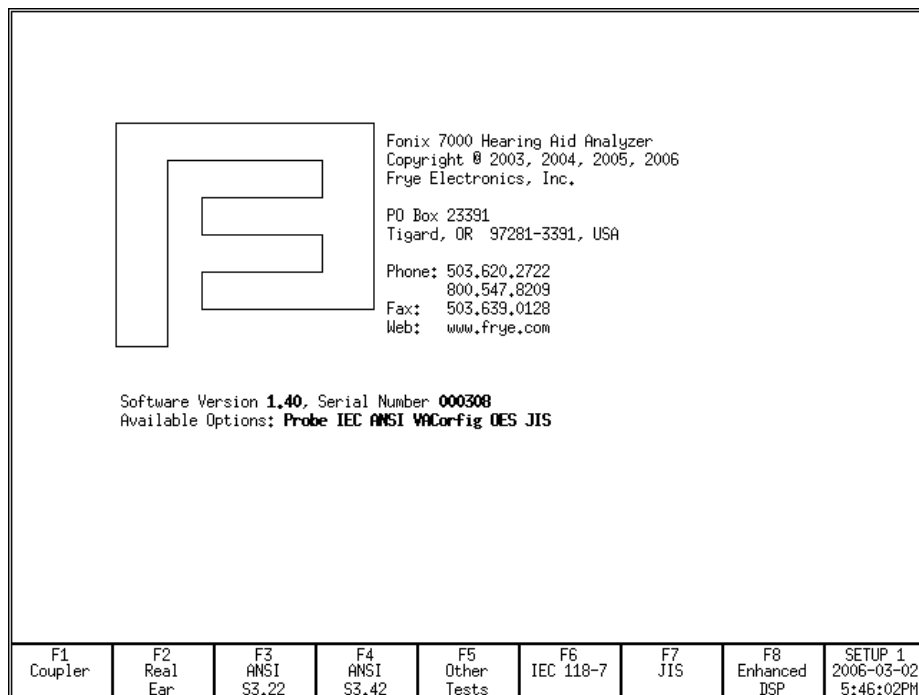 Fonix 7000 Hearing Aid Analyzer
Copyright @ 2003, 2004, 2005, 2006
Frye Electronics, Inc.
PO Box 23391
Tigard, OR 97281-3391, USA
Phone: 503.620.2722
800.547.8209
Fax: 503.639.0128
Web: www.frye.com
Software Version 1.40, Serial Number 000308
Available Options: Probe IEC ANSI VACorfig OES JIS
F1
Coupler
F2
Real
Ear
F3
ANSI
S3.22
F4
ANSI
S3.42
F5
Other
Tests
F6
IEC 118-7
F7
JIS
F8
Enhanced
DSP
SETUP 1
2006-03-02
5:46:02PM